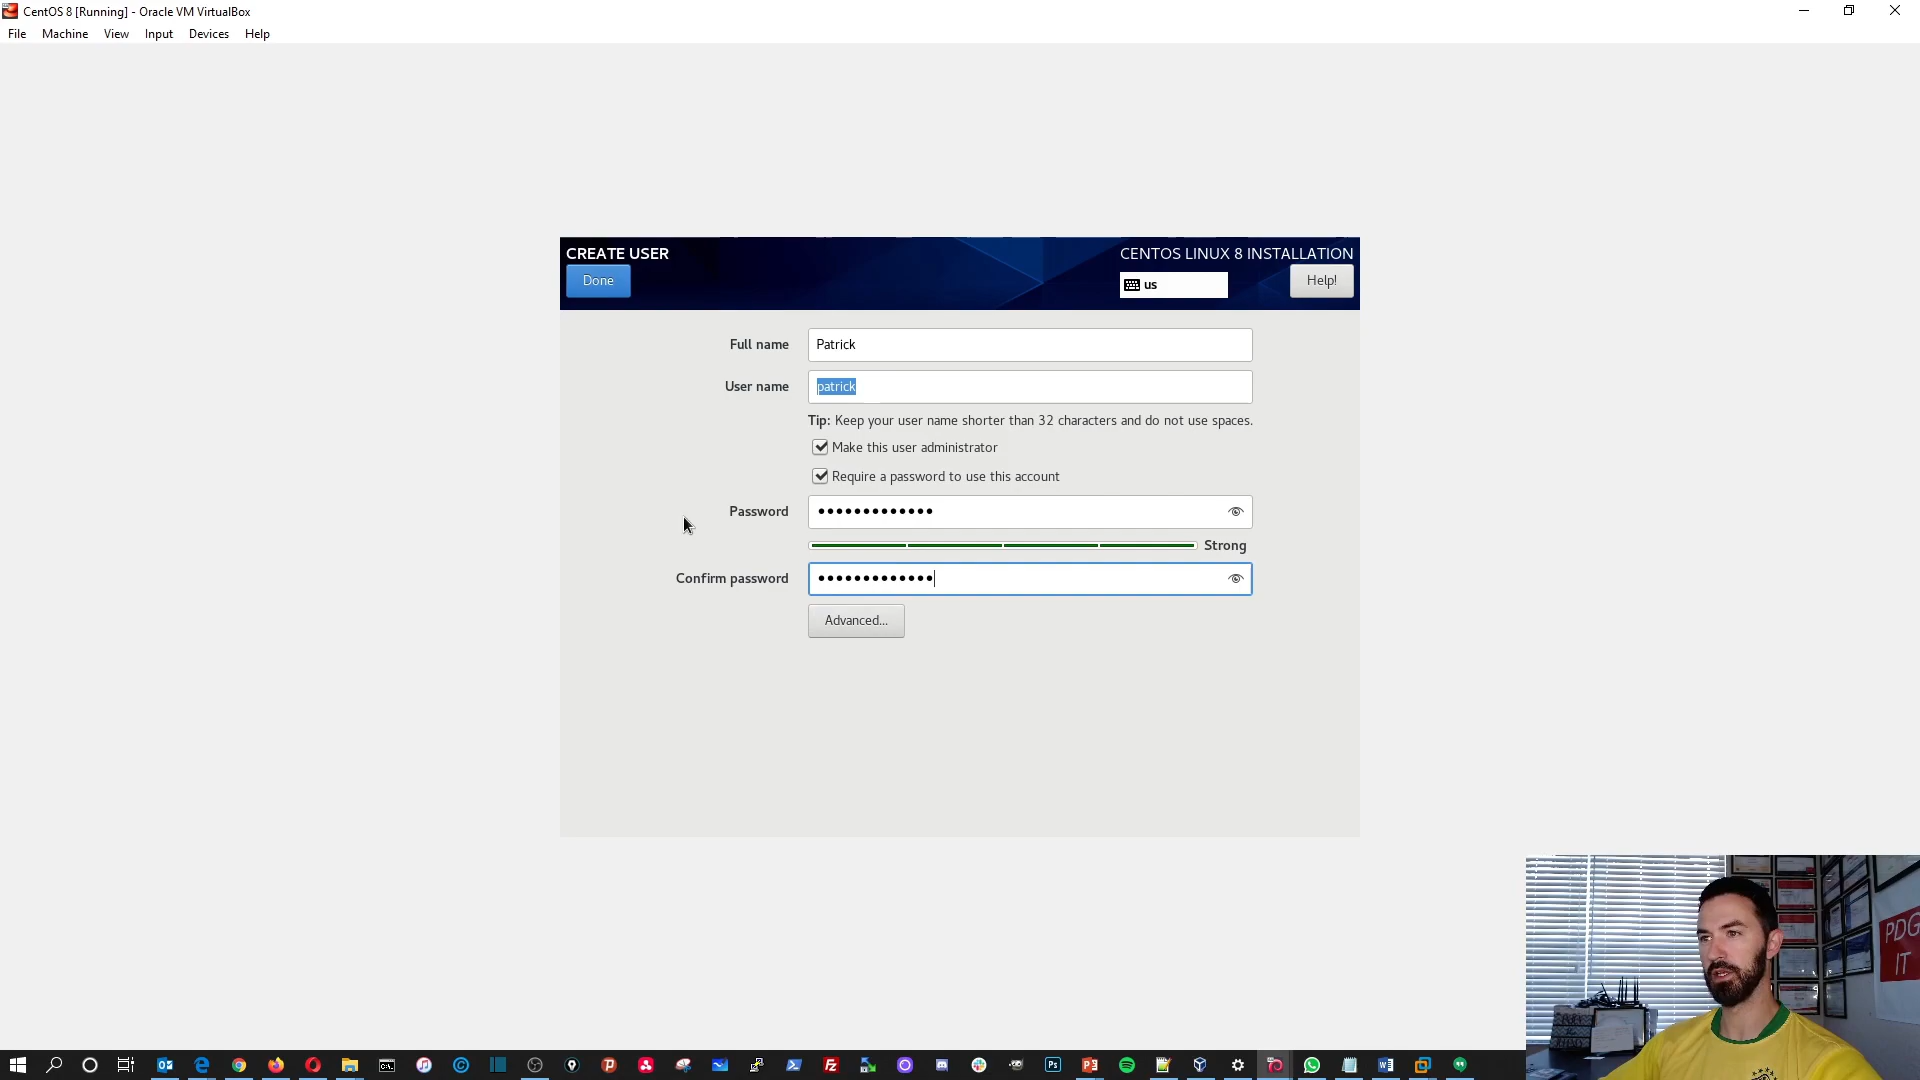 CentOS 8 [Running] - Oracle VM VirtualBox
File Machine View Input Devices Help
CREATE USER
CENTOS LINUX 8 INSTALLATION
Done
us
Help!
Full name
Patrick
User name
patrick
Tip: Keep your user name shorter than 32 characters and do not use spaces.
Make this user administrator
Require a password to use this account
Password
●●●●●●●●●●●●●
Strong
Confirm password
●●●●●●●●●●●●●
Advanced...
PDG
IT